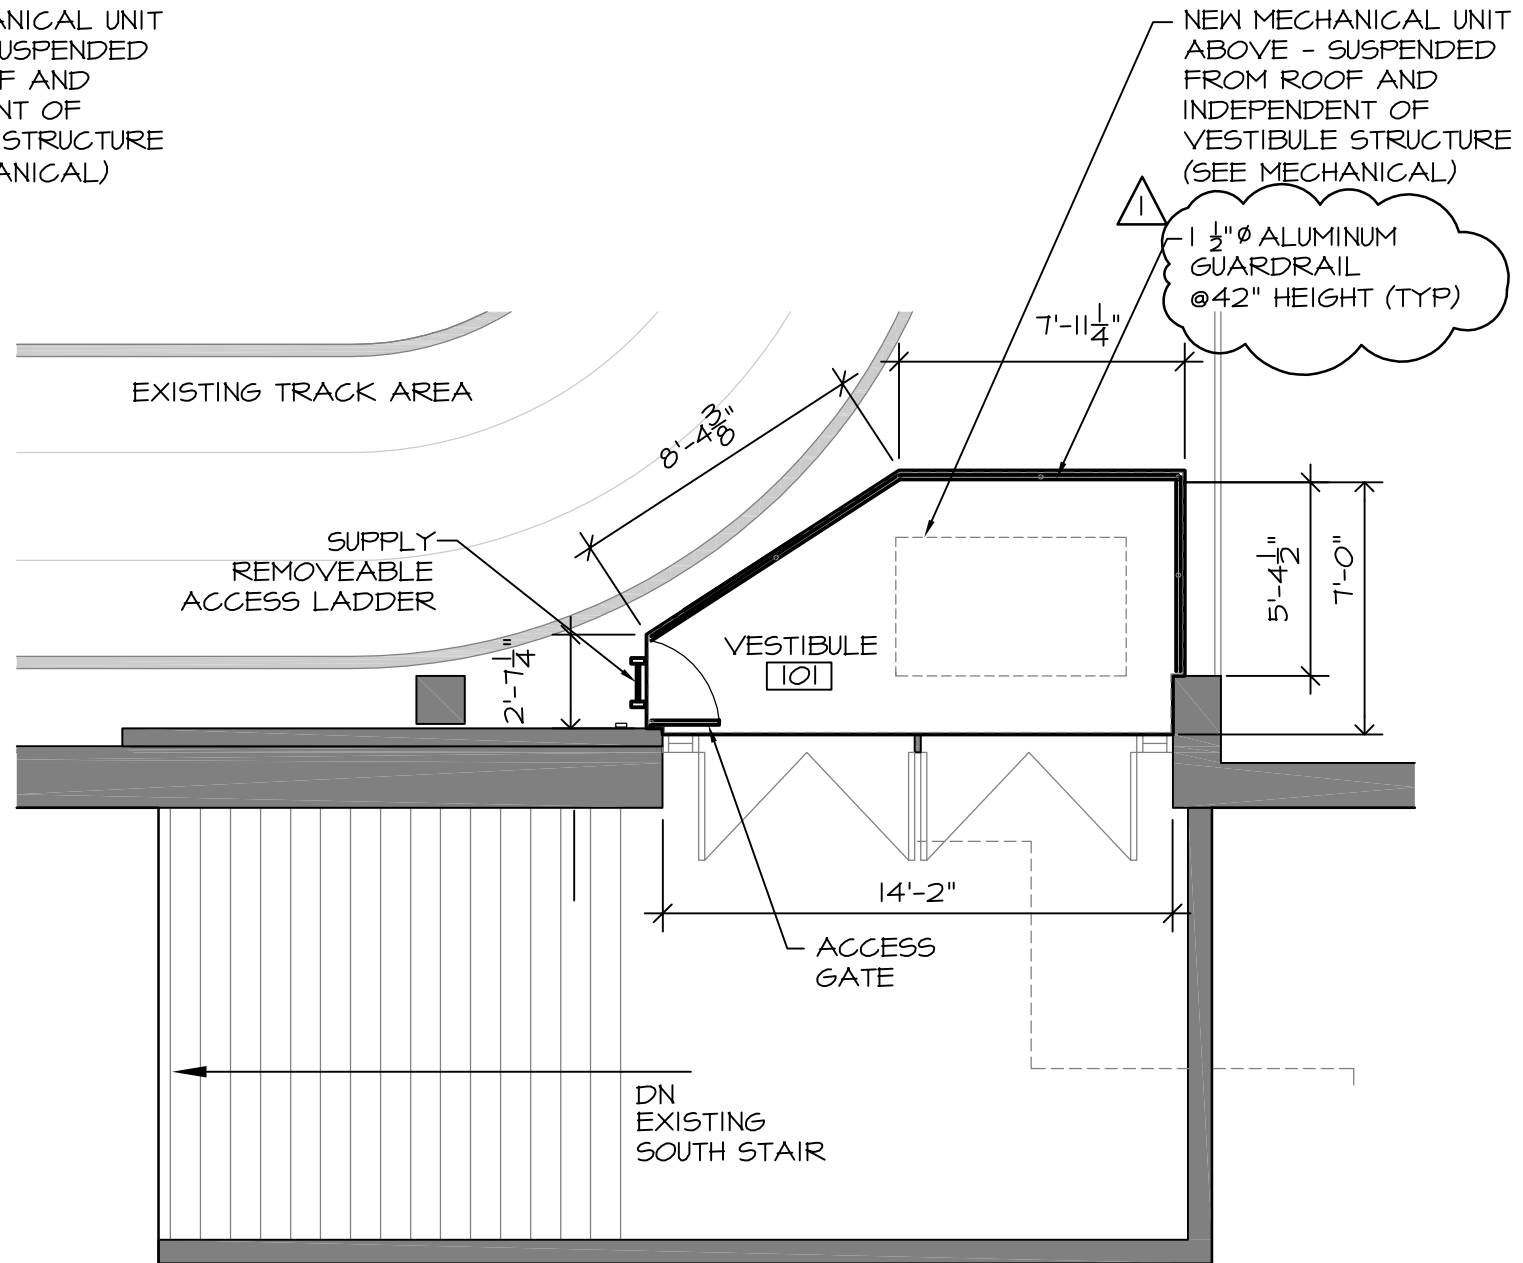 ANICAL UNIT
USPENDED
F AND
NT OF
STRUCTURE
ANICAL)
NEW MECHANICAL UNIT
ABOVE - SUSPENDED
FROM ROOF AND
INDEPENDENT OF
VESTIBULE STRUCTURE
(SEE MECHANICAL)
1
1 1/2"Ø ALUMINUM
GUARDRAIL
@42" HEIGHT (TYP)
7'-11 1/4"
EXISTING TRACK AREA
8'-4 3/8"
SUPPLY
REMOVEABLE
ACCESS LADDER
5'-4 1/2"
7'-0"
2'-7 1/4"
VESTIBULE
101
14'-2"
ACCESS
GATE
DN
EXISTING
SOUTH STAIR